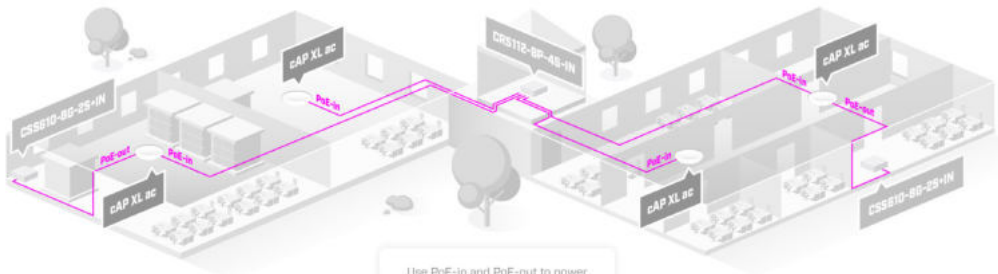 cAP XL ac
CRS112-8P-4S-IN
cAP XL ac
CSS610-8G-2S+IN
PoE-in
PoE-in
PoE-out
PoE-out
PoE-in
PoE-in
cAP XL ac
cAP XL ac
CSS610-8G-2S+IN
Use PoE-in and PoE-out to power